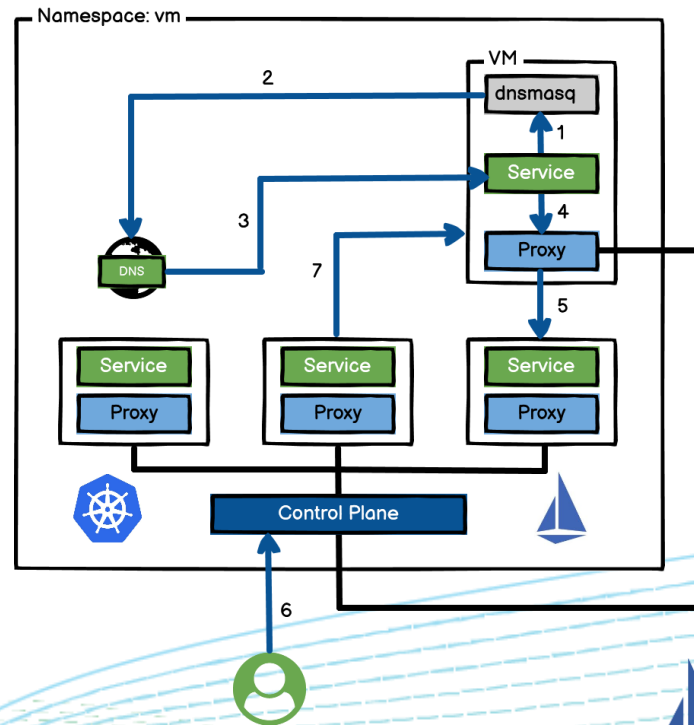 Namespace: vm
VM
2
dnsmasq
1
Service
3
4
Proxy
DNS
7
5
Service
Service
Service
Proxy
Proxy
Proxy
Control Plane
6